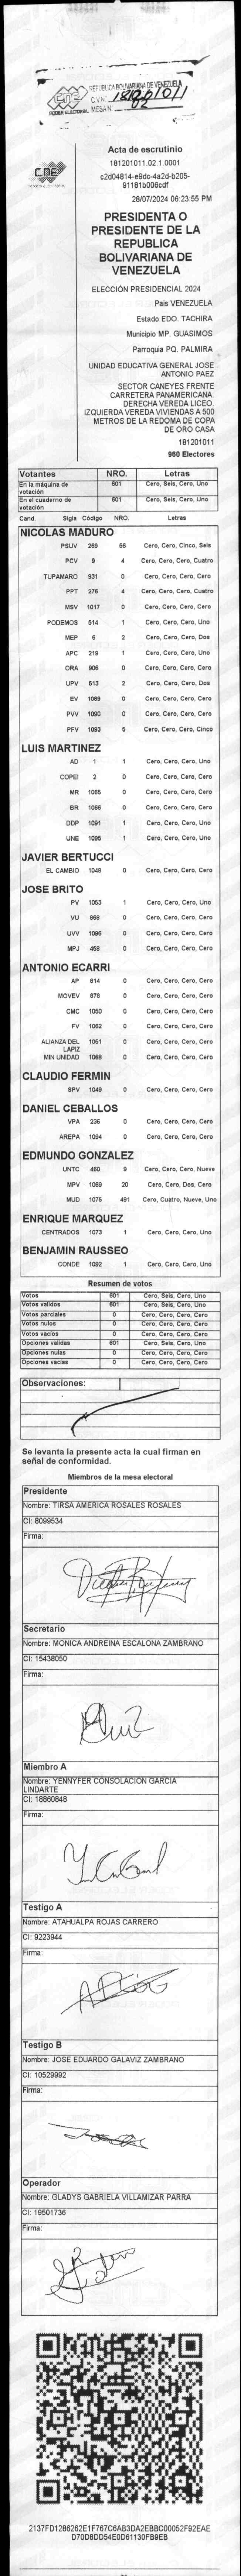 REPÚBLICA BOLIVARIANA DE VENEZUELA
CNE
PODER ELECTORAL
C.V.Nº 181201011
MESA Nº 02
CNE
Acta de escrutinio
181201011.02.1.0001
c2d04814-e9dc-4a2d-b205-
91181b006cdf
28/07/2024 06:23:55 PM
PRESIDENTA O
PRESIDENTE DE LA
REPUBLICA
BOLIVARIANA DE
VENEZUELA
ELECCIÓN PRESIDENCIAL 2024
Pais VENEZUELA
Estado EDO. TACHIRA
Municipio MP. GUASIMOS
Parroquia PQ. PALMIRA
UNIDAD EDUCATIVA GENERAL JOSE
ANTONIO PAEZ
SECTOR CANEYES FRENTE
CARRETERA PANAMERICANA.
DERECHA VEREDA LICEO.
IZQUIERDA VEREDA VIVIENDAS A 500
METROS DE LA REDOMA DE COPA
DE ORO CASA
181201011
960 Electores
Votantes NRO. Letras
En la máquina de votación 601 Cero, Seis, Cero, Uno
En el cuaderno de votación 601 Cero, Seis, Cero, Uno
Cand. Sigla Código NRO. Letras
NICOLAS MADURO
PSUV 269 56 Cero, Cero, Cinco, Seis
PCV 9 4 Cero, Cero, Cero, Cuatro
TUPAMARO 931 0 Cero, Cero, Cero, Cero
PPT 276 4 Cero, Cero, Cero, Cuatro
MSV 1017 0 Cero, Cero, Cero, Cero
PODEMOS 514 1 Cero, Cero, Cero, Uno
MEP 6 2 Cero, Cero, Cero, Dos
APC 219 1 Cero, Cero, Cero, Uno
ORA 906 0 Cero, Cero, Cero, Cero
UPV 513 2 Cero, Cero, Cero, Dos
EV 1089 0 Cero, Cero, Cero, Cero
PVV 1090 0 Cero, Cero, Cero, Cero
PFV 1093 5 Cero, Cero, Cero, Cinco
LUIS MARTINEZ
AD 1 1 Cero, Cero, Cero, Uno
COPEI 2 0 Cero, Cero, Cero, Cero
MR 1065 0 Cero, Cero, Cero, Cero
BR 1066 0 Cero, Cero, Cero, Cero
DDP 1091 1 Cero, Cero, Cero, Uno
UNE 1095 1 Cero, Cero, Cero, Uno
JAVIER BERTUCCI
EL CAMBIO 1048 0 Cero, Cero, Cero, Cero
JOSE BRITO
PV 1053 1 Cero, Cero, Cero, Uno
VU 868 0 Cero, Cero, Cero, Cero
UVV 1096 0 Cero, Cero, Cero, Cero
MPJ 458 0 Cero, Cero, Cero, Cero
ANTONIO ECARRI
AP 814 0 Cero, Cero, Cero, Cero
MOVEV 878 0 Cero, Cero, Cero, Cero
CMC 1050 0 Cero, Cero, Cero, Cero
FV 1062 0 Cero, Cero, Cero, Cero
ALIANZA DEL LAPIZ 1051 0 Cero, Cero, Cero, Cero
MIN UNIDAD 1068 0 Cero, Cero, Cero, Cero
CLAUDIO FERMIN
SPV 1049 0 Cero, Cero, Cero, Cero
DANIEL CEBALLOS
VPA 236 0 Cero, Cero, Cero, Cero
AREPA 1094 0 Cero, Cero, Cero, Cero
EDMUNDO GONZALEZ
UNTC 460 9 Cero, Cero, Cero, Nueve
MPV 1069 20 Cero, Cero, Dos, Cero
MUD 1075 491 Cero, Cuatro, Nueve, Uno
ENRIQUE MARQUEZ
CENTRADOS 1073 1 Cero, Cero, Cero, Uno
BENJAMIN RAUSSEO
CONDE 1092 1 Cero, Cero, Cero, Uno
Resumen de votos
Votos 601 Cero, Seis, Cero, Uno
Votos validos 601 Cero, Seis, Cero, Uno
Votos parciales 0 Cero, Cero, Cero, Cero
Votos nulos 0 Cero, Cero, Cero, Cero
Votos vacios 0 Cero, Cero, Cero, Cero
Opciones validas 601 Cero, Seis, Cero, Uno
Opciones nulas 0 Cero, Cero, Cero, Cero
Opciones vacias 0 Cero, Cero, Cero, Cero
Observaciones:
Se levanta la presente acta la cual firman en
señal de conformidad.
Miembros de la mesa electoral
Presidente
Nombre: TIRSA AMERICA ROSALES ROSALES
CI: 8099534
Firma:
Secretario
Nombre: MONICA ANDREINA ESCALONA ZAMBRANO
CI: 15438050
Firma:
Miembro A
Nombre: YENNYFER CONSOLACION GARCIA
LINDARTE
CI: 18860848
Firma:
Testigo A
Nombre: ATAHUALPA ROJAS CARRERO
CI: 9223944
Firma:
Testigo B
Nombre: JOSE EDUARDO GALAVIZ ZAMBRANO
CI: 10529992
Firma:
Operador
Nombre: GLADYS GABRIELA VILLAMIZAR PARRA
CI: 19501736
Firma:
2137FD1286262E1F767C6AB3DA2EBBC00052F92EAE
D70D8DD54E0D61130FB9EB